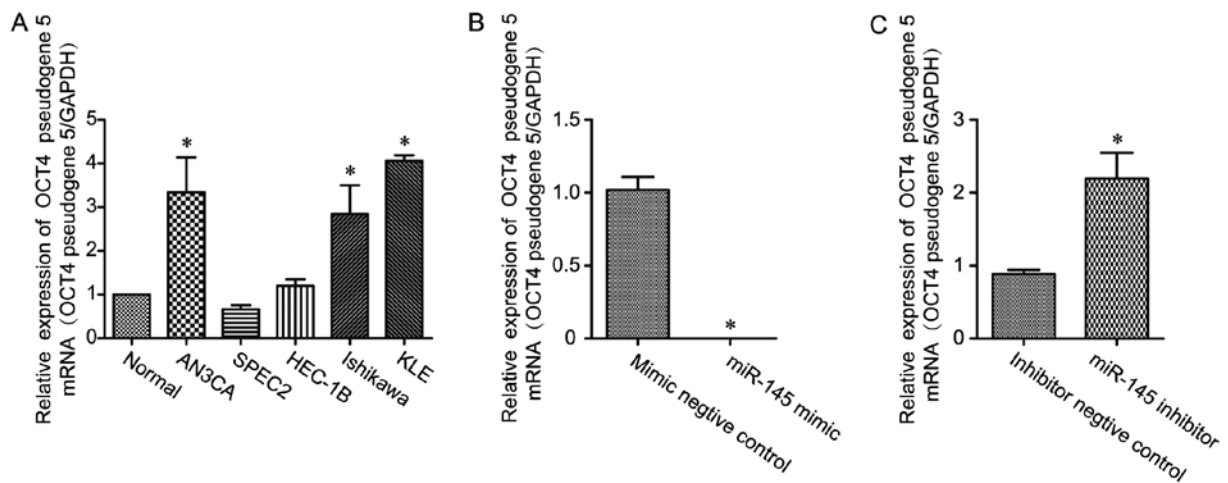 A
Relative expression of OCT4 pseudogene 5
mRNA (OCT4 pseudogene 5/GAPDH)
5
4
3
2
1
0
*
*
*
Normal
AN3CA
SPEC2
HEC-1B
Ishikawa
KLE
B
Relative expression of OCT4 pseudogene 5
mRNA (OCT4 pseudogene 5/GAPDH)
1.5
1.0
0.5
0
*
Mimic negtive control
miR-145 mimic
C
Relative expression of OCT4 pseudogene 5
mRNA (OCT4 pseudogene 5/GAPDH)
3
2
1
0
*
Inhibitor negtive control
miR-145 inhibitor